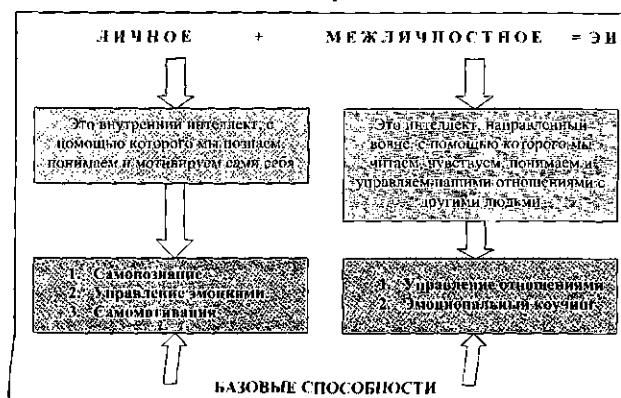 ЛИЧНОЕ + МЕЖЛИЧНОСТНОЕ = ЭИ
Это внутренний интеллект, с
помощью которого мы познаем,
понимаем и мотивируем сами себя
Это интеллект, направленный
вовне, с помощью которого мы
читаем, чувствуем, понимаем и
управляем нашими отношениями с
другими людьми
1. Самопознание
2. Управление эмоциями
3. Самомотивация
1. Управление отношениями
2. Эмоциональный коучинг
БАЗОВЫЕ СПОСОБНОСТИ